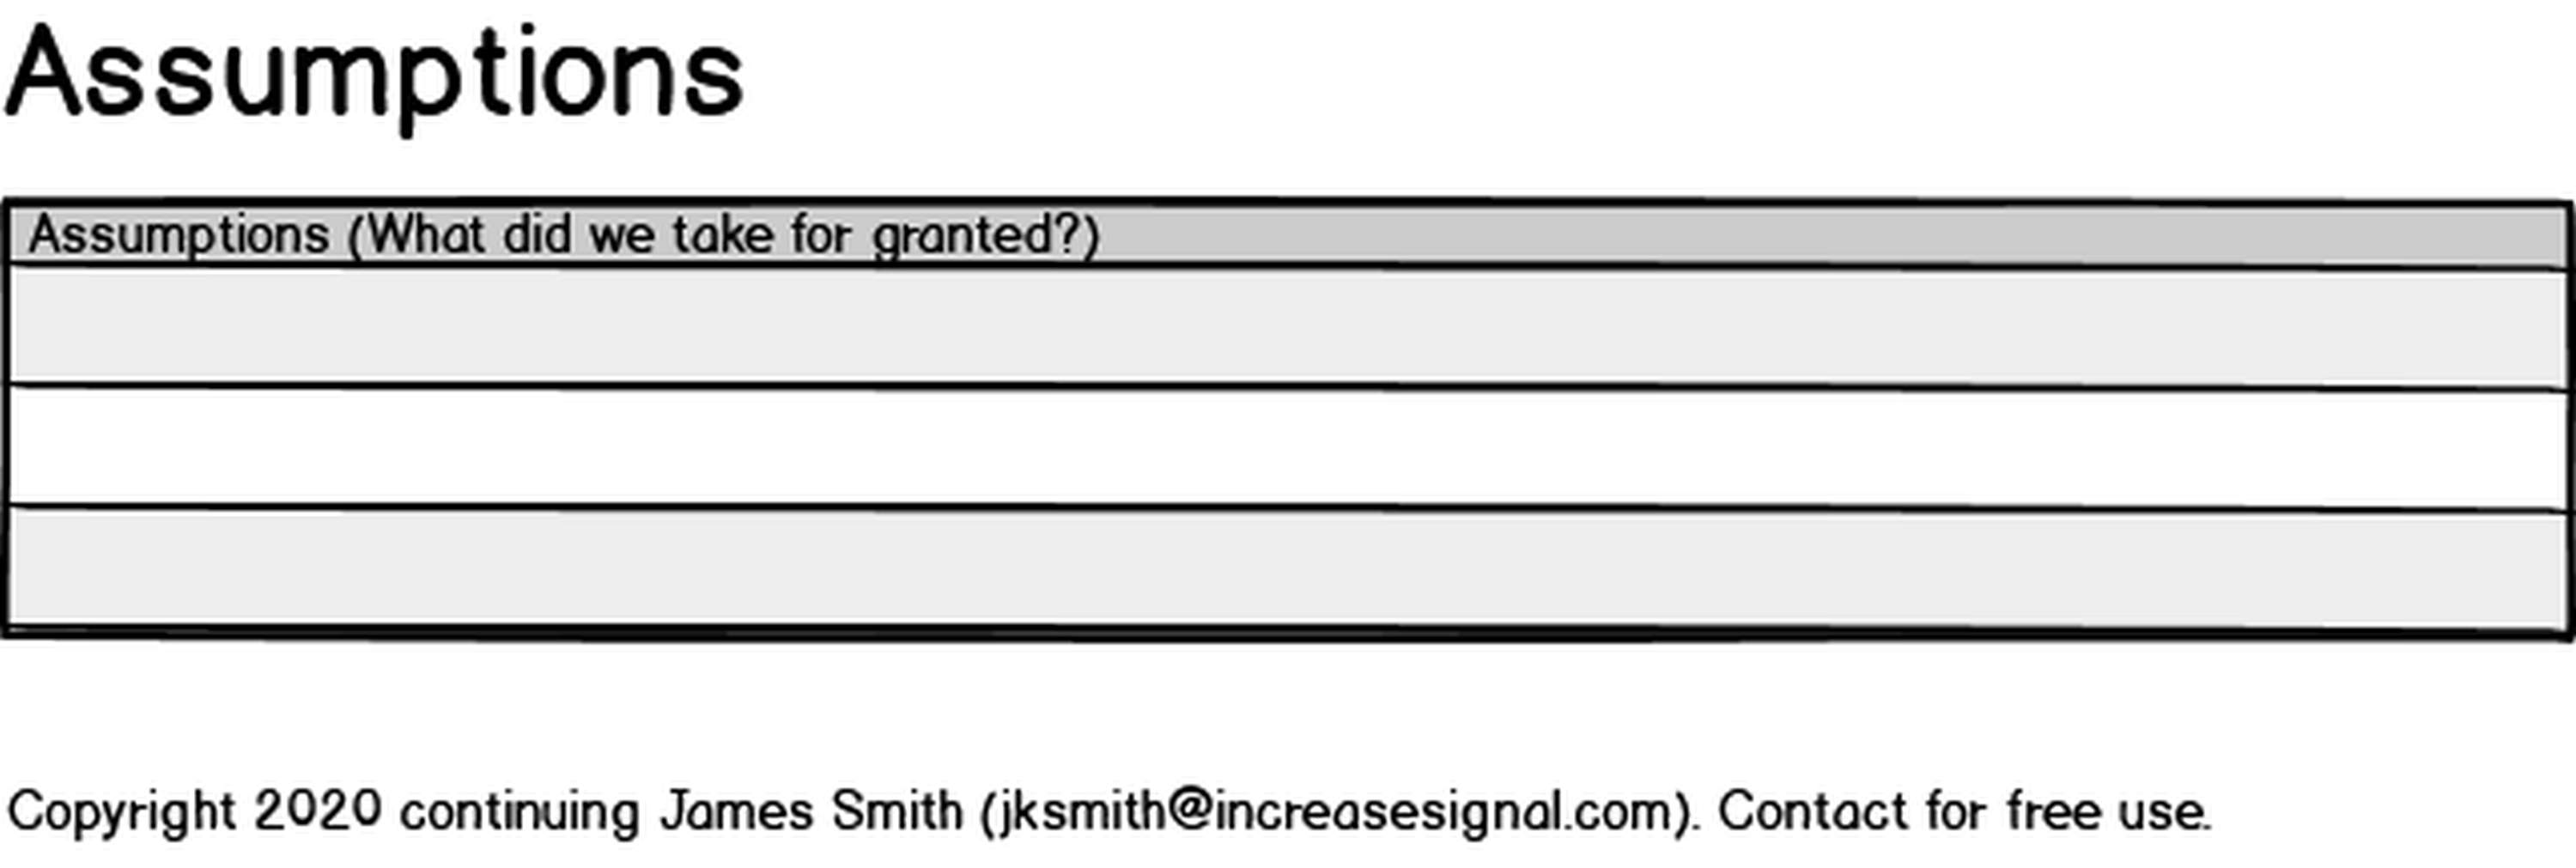 Assumptions
Assumptions (What did we take for granted?)
Copyright 2020 continuing James Smith (jksmith@increasesignal.com). Contact for free use.